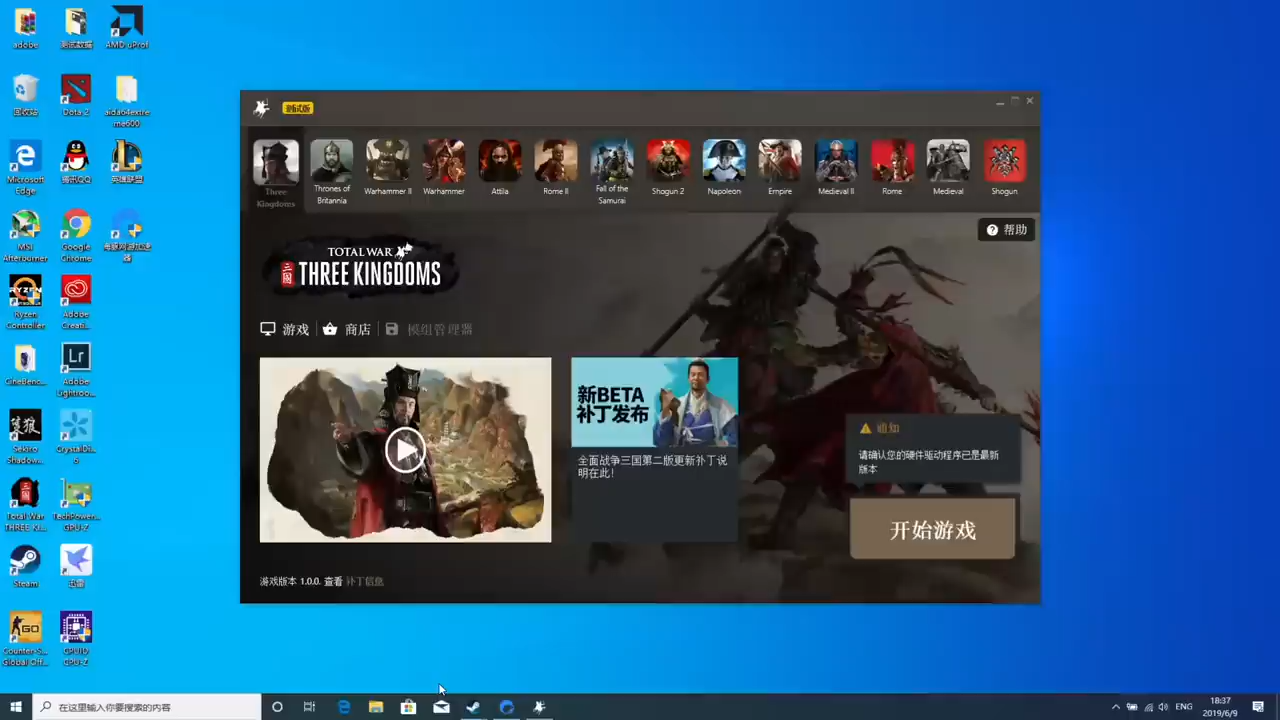 adobe
测试数据
AMD uProf
回收站
Dota 2
aida64extreme600
Microsoft Edge
腾讯QQ
英雄联盟
MSI Afterburner
Google Chrome
Ryzen Controller
Adobe Creati...
CineBenc...
Adobe Lightroo...
Sekiro Shadow...
CrystalDi... 6
Total War THREE KI...
TechPower... GPU-Z
Steam
迅雷
Counter-S... Global Off...
CPUID CPU-Z
测试版
Three Kingdoms
Thrones of Britannia
Warhammer II
Warhammer
Attila
Rome II
Fall of the Samurai
Shogun 2
Napoleon
Empire
Medieval II
Rome
Medieval
Shogun
帮助
TOTAL WAR
三国 THREE KINGDOMS
游戏
商店
模组管理器
新BETA
补丁发布
全面战争三国第二版更新补丁说
明在此!
通知
请确认您的硬件驱动程序已是最新
版本
开始游戏
游戏版本 1.0.0. 查看 补丁信息
在这里输入你要搜索的内容
ENG
18:37
2019/6/9